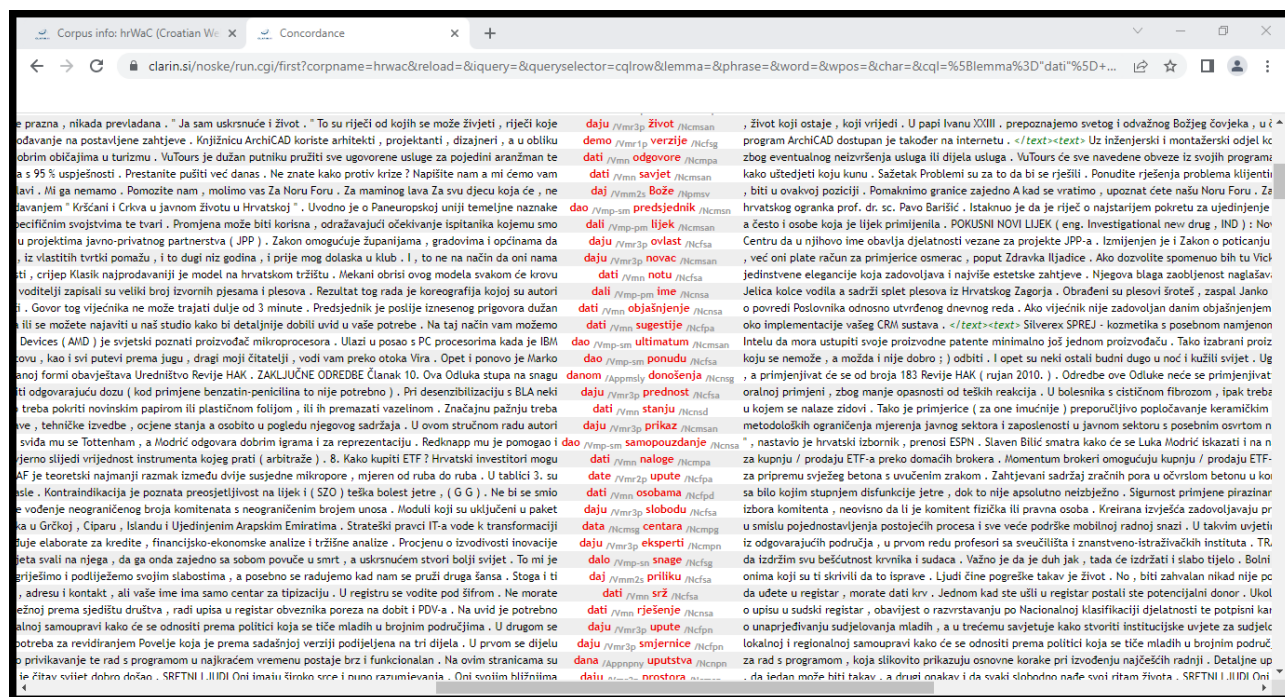 Corpus info: hrWaC (Croatian We Concordance
clarin.si/noske/run.cgi/first?corpname=hrwac&reload=&iquery=&queryselector=cqlrow&lemma=&phrase=&word=&wpos=&char=&cql=%5Blemma%3D"dati"%5D+...
e prazna , nikada prevladana . " Ja sam uskrsnuće i život . " To su riječi od kojih se može živjeti , riječi koje daju /Vmr3p život /Ncmsan , život koji ostaje , koji vrijedi . U papi Ivanu XXIII . prepoznajemo svetog i odvažnog Božjeg čovjeka , u
ođavanje na postavljene zahtjeve . Knjižnicu ArchiCAD koriste arhitekti , projektanti , dizajneri , a u obliku demo /Vmr1p verzije /Ncfsg program ArchiCAD dostupan je također na internetu .